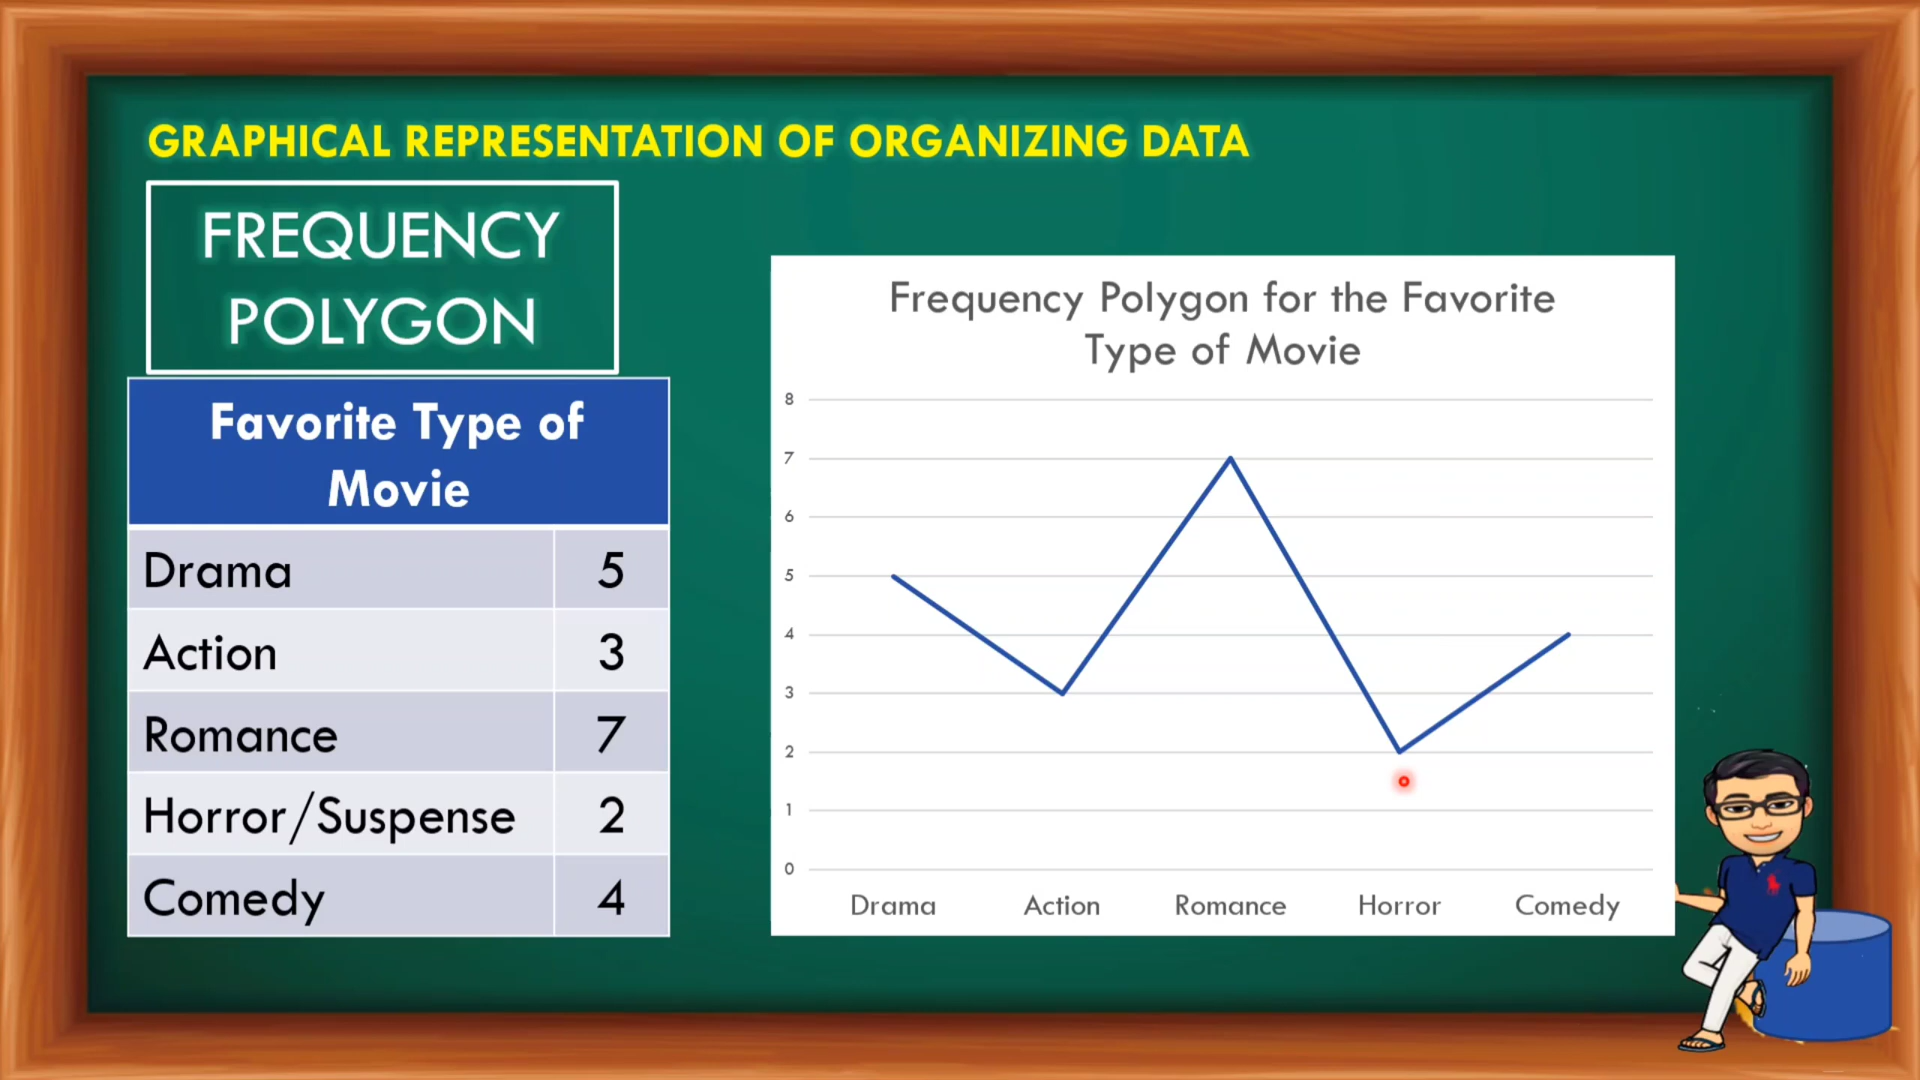 GRAPHICAL REPRESENTATION OF ORGANIZING DATA
FREQUENCY
POLYGON
Favorite Type of
Movie
Drama 5
Action 3
Romance 7
Horror/Suspense 2
Comedy 4
Frequency Polygon for the Favorite
Type of Movie
8
7
6
5
4
3
2
1
0
Drama Action Romance Horror Comedy